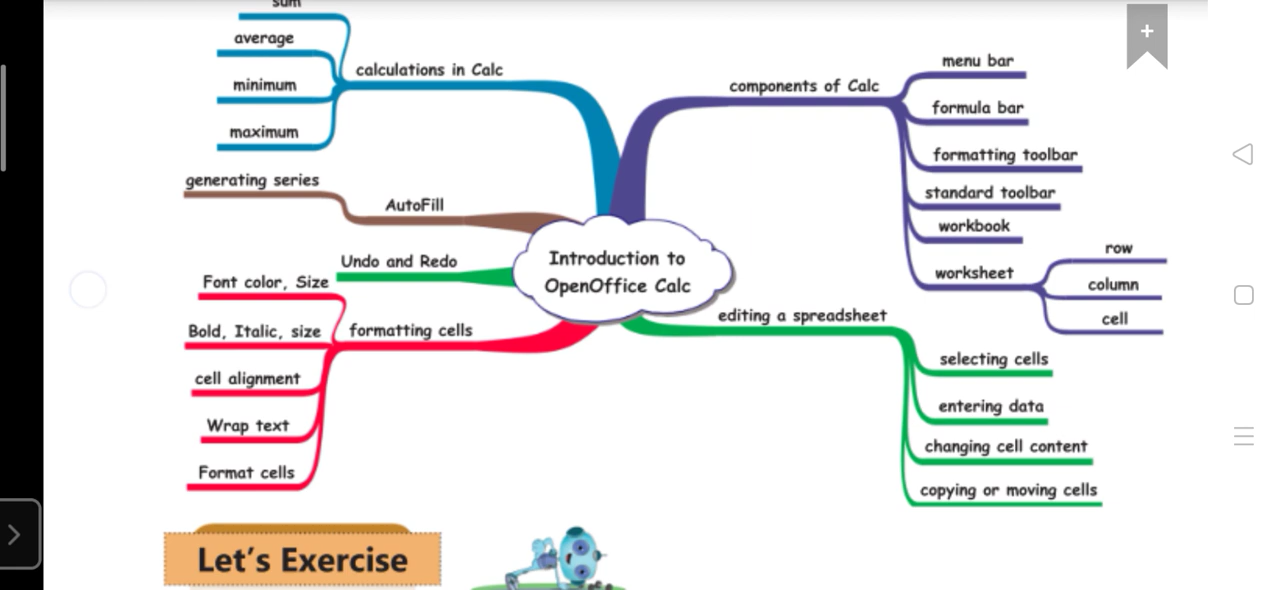 sum
average
minimum
maximum
calculations in Calc
generating series
AutoFill
Undo and Redo
Font color, Size
Bold, Italic, size
formatting cells
cell alignment
Wrap text
Format cells
Introduction to
OpenOffice Calc
components of Calc
menu bar
formula bar
formatting toolbar
standard toolbar
workbook
worksheet
row
column
cell
editing a spreadsheet
selecting cells
entering data
changing cell content
copying or moving cells
Let's Exercise